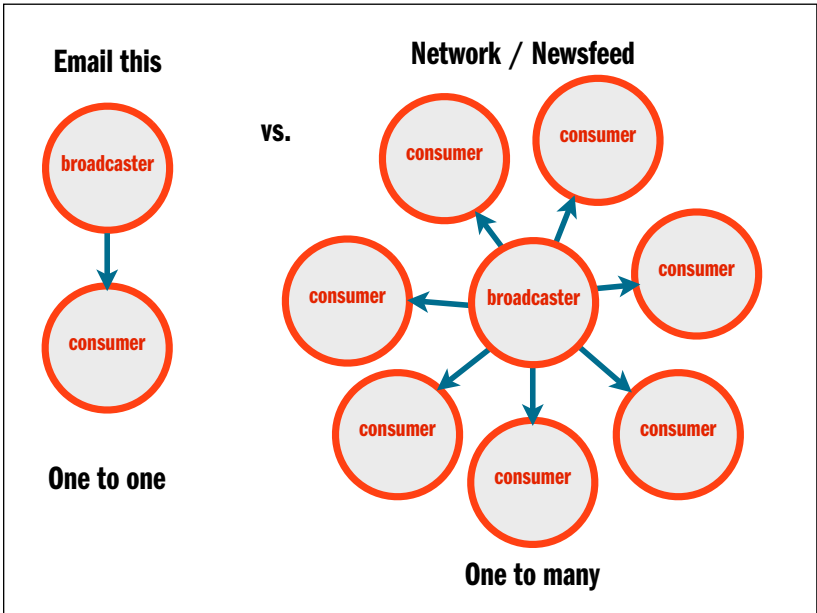 Email this
broadcaster
consumer
One to one
vs.
Network / Newsfeed
consumer
consumer
consumer
broadcaster
consumer
consumer
consumer
consumer
One to many